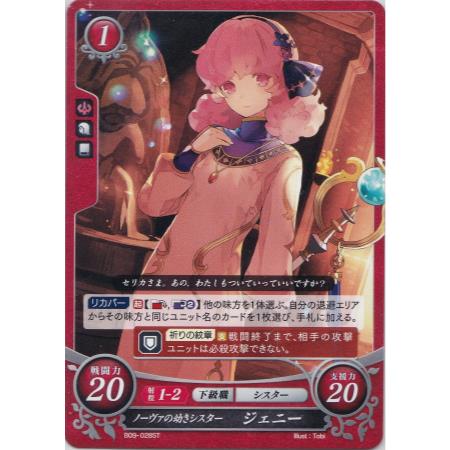 1
セリカさま。あの、わたしもついていっていいですか？
リカバー 起【、2】他の味方を1体選ぶ。自分の退避エリア
からその味方と同じユニット名のカードを1枚選び、手札に加える。
祈りの紋章 支 戦闘終了まで、相手の攻撃
ユニットは必殺攻撃できない。
戦闘力
20
射程 1-2 下級職 シスター
支援力
20
ノーヴァの幼きシスター ジェニー
B09-028ST
Illust : Tobi